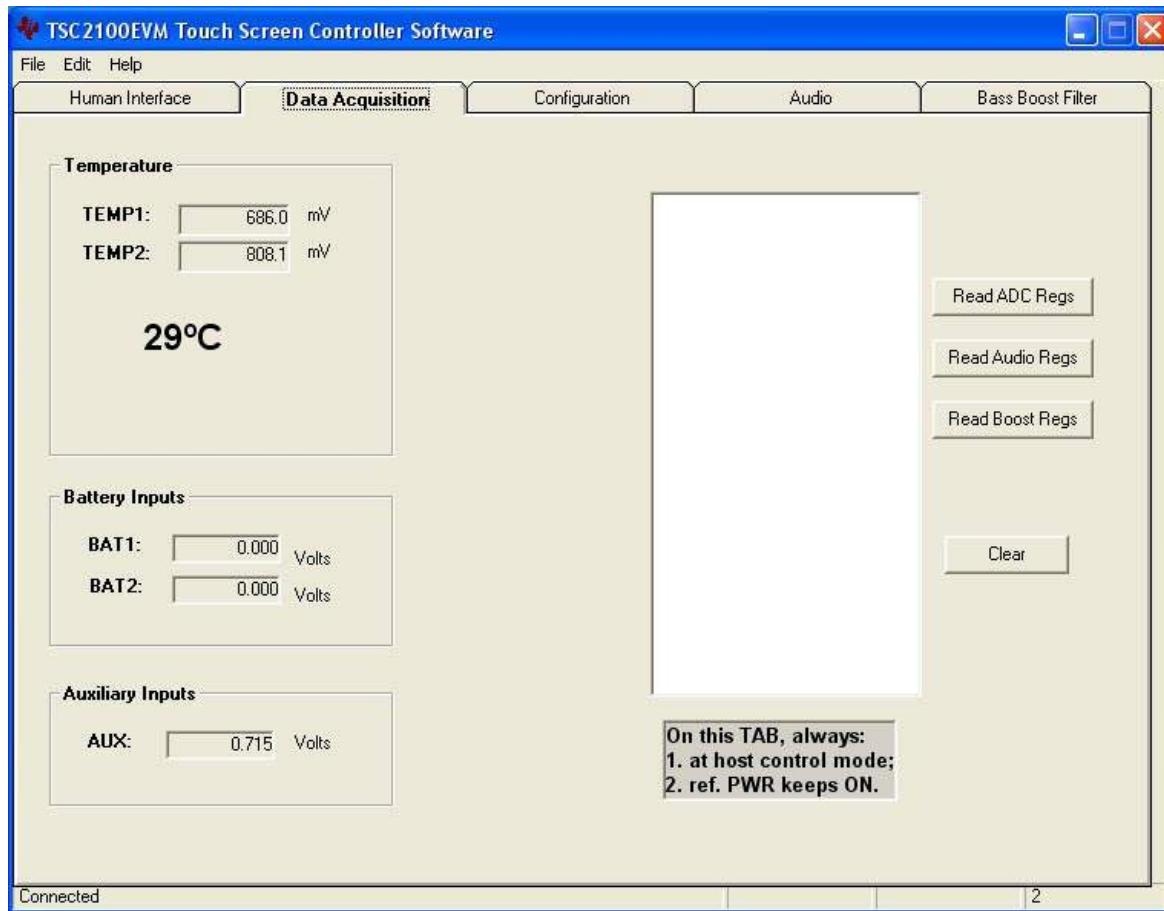 TSC2100EVM Touch Screen Controller Software
File Edit Help
Human Interface Data Acquisition Configuration Audio Bass Boost Filter
Temperature
TEMP1: 686.0 mV
TEMP2: 808.1 mV
29ºC
Battery Inputs
BAT1: 0.000 Volts
BAT2: 0.000 Volts
Auxiliary Inputs
AUX: 0.715 Volts
Read ADC Regs
Read Audio Regs
Read Boost Regs
Clear
On this TAB, always:
1. at host control mode;
2. ref. PWR keeps ON.
Connected 2